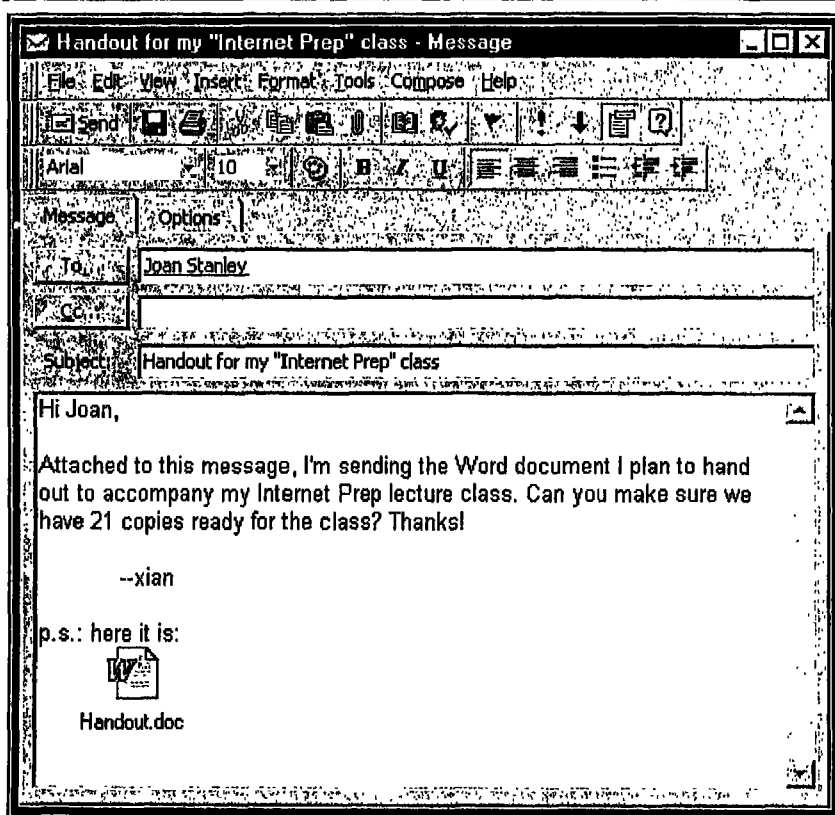 Handout for my "Internet Prep" class - Message
File Edit View Insert Format Tools Compose Help
Send
Arial 10 B I U
Message Options
To... Joan Stanley
Cc...
Subject: Handout for my "Internet Prep" class
Hi Joan,
Attached to this message, I'm sending the Word document I plan to hand
out to accompany my Internet Prep lecture class. Can you make sure we
have 21 copies ready for the class? Thanks!
--xian
p.s.: here it is:
Handout.doc